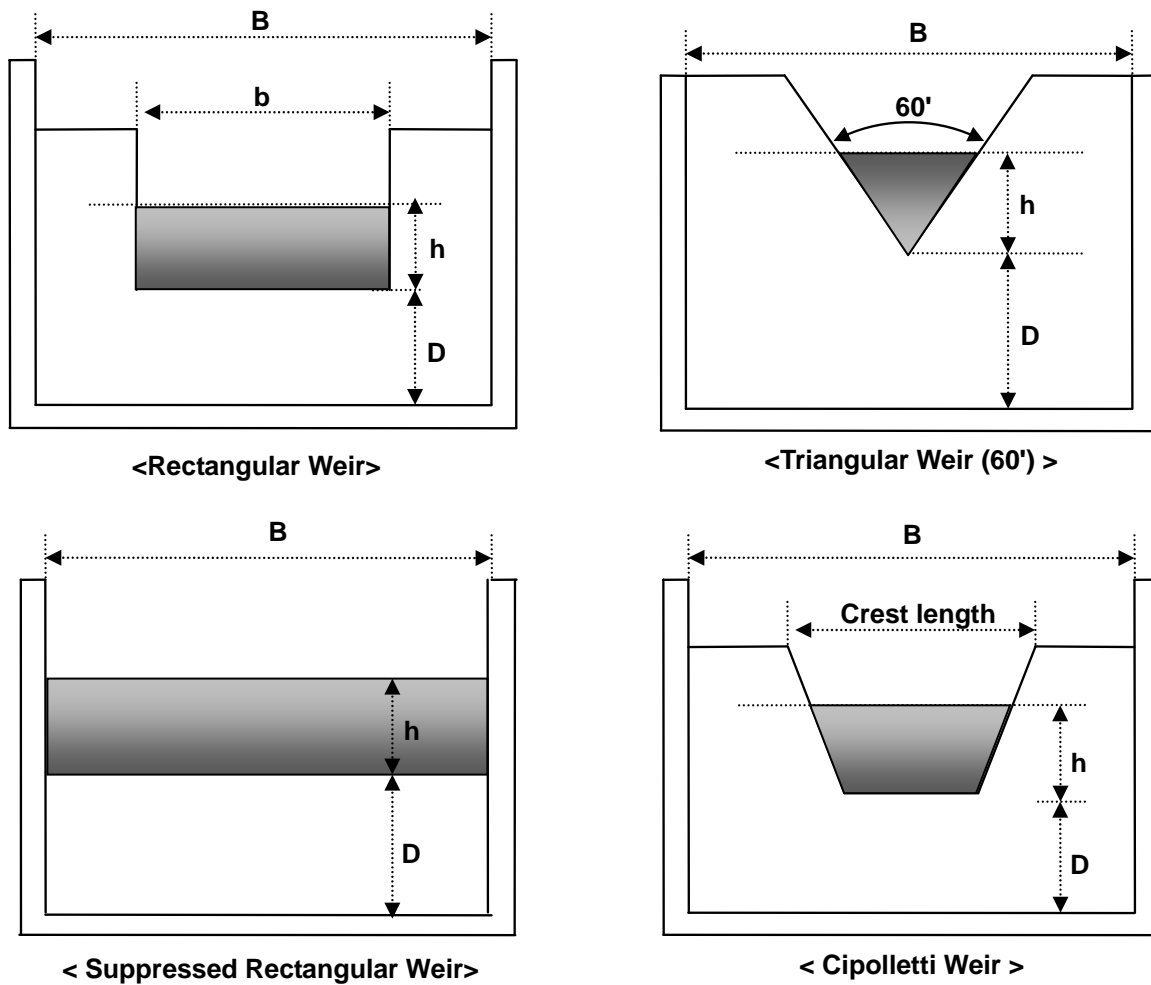 B
b
h
D
<Rectangular Weir>
B
60'
h
D
<Triangular Weir (60') >
B
h
D
< Suppressed Rectangular Weir>
B
Crest length
h
D
< Cipolletti Weir >